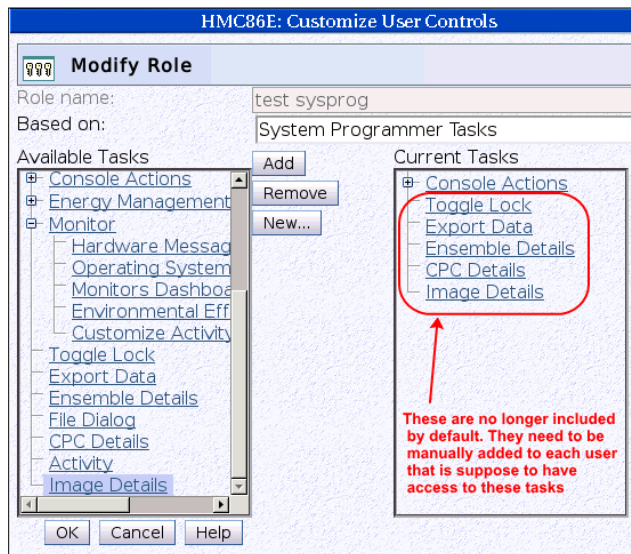 HMC86E: Customize User Controls
Modify Role
Role name:
test sysprog
Based on:
System Programmer Tasks
Available Tasks
Console Actions
Energy Management
Monitor
Hardware Messag
Operating System
Monitors Dashboa
Environmental Eff
Customize Activity
Toggle Lock
Export Data
Ensemble Details
File Dialog
CPC Details
Activity
Image Details
Add
Remove
New...
Current Tasks
Console Actions
Toggle Lock
Export Data
Ensemble Details
CPC Details
Image Details
These are no longer included
by default. They need to be
manually added to each user
that is suppose to have
access to these tasks
OK
Cancel
Help